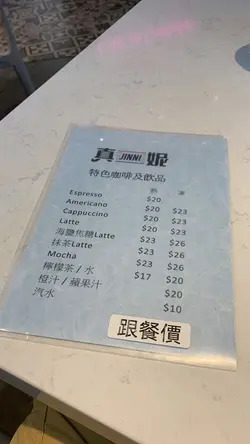 真 JINNI 妮
特色咖啡及飲品
熱 凍
Espresso $20
Americano $20 $23
Cappuccino $20 $23
Latte $20 $23
海鹽焦糖Latte $23 $26
抹茶Latte $23 $26
Mocha $23 $26
檸檬茶 / 水 $17 $20
橙汁 / 蘋果汁 $20
汽水 $10
跟餐價